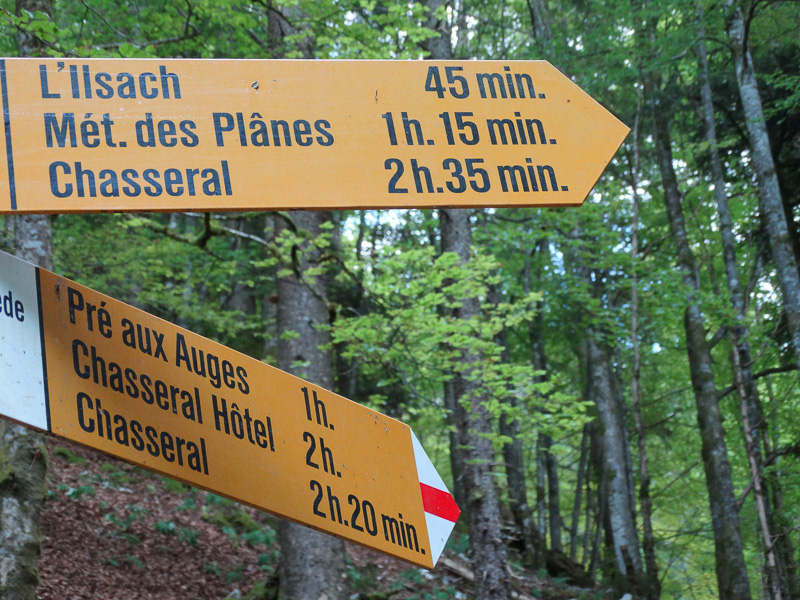 L'Ilsach 45 min.
Mét. des Plânes 1h. 15 min.
Chasseral 2h. 35 min.
Pré aux Auges 1h.
Chasseral Hôtel 2h.
Chasseral 2h. 20 min.